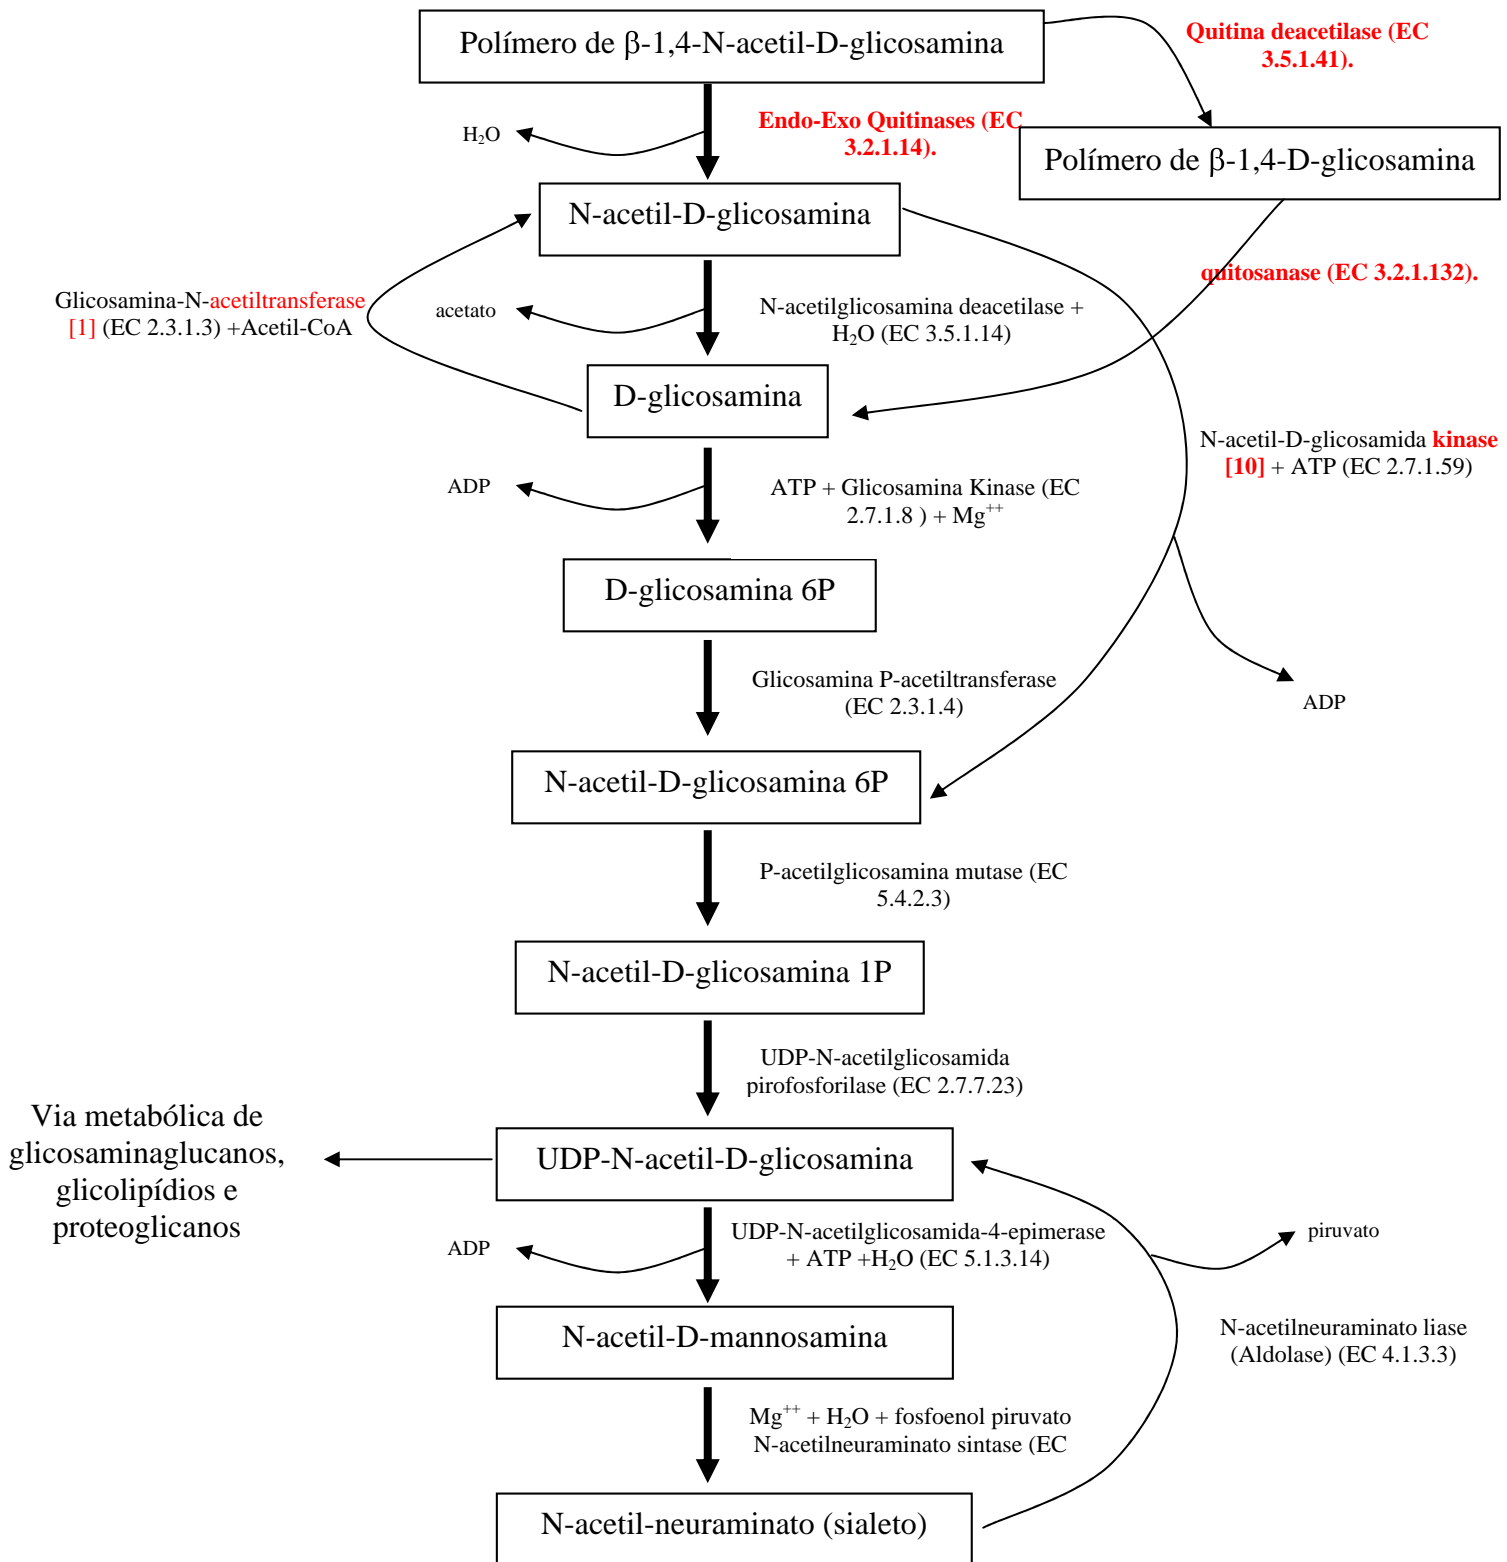 Polímero de β-1,4-N-acetil-D-glicosamina
Quitina deacetilase (EC
3.5.1.41).
H₂O
Endo-Exo Quitinases (EC
3.2.1.14).
Polímero de β-1,4-D-glicosamina
N-acetil-D-glicosamina
quitosanase (EC 3.2.1.132).
Glicosamina-N-acetiltransferase
[1] (EC 2.3.1.3) +Acetil-CoA
acetato
N-acetilglicosamina deacetilase +
H₂O (EC 3.5.1.14)
D-glicosamina
N-acetil-D-glicosamida kinase
[10] + ATP (EC 2.7.1.59)
ADP
ATP + Glicosamina Kinase (EC
2.7.1.8 ) + Mg⁺⁺
D-glicosamina 6P
Glicosamina P-acetiltransferase
(EC 2.3.1.4)
ADP
N-acetil-D-glicosamina 6P
P-acetilglicosamina mutase (EC
5.4.2.3)
N-acetil-D-glicosamina 1P
UDP-N-acetilglicosamida
pirofosforilase (EC 2.7.7.23)
Via metabólica de
glicosaminaglucanos,
glicolipídios e
proteoglicanos
UDP-N-acetil-D-glicosamina
ADP
UDP-N-acetilglicosamida-4-epimerase
+ ATP +H₂O (EC 5.1.3.14)
piruvato
N-acetil-D-mannosamina
N-acetilneuraminato liase
(Aldolase) (EC 4.1.3.3)
Mg⁺⁺ + H₂O + fosfoenol piruvato
N-acetilneuraminato sintase (EC
N-acetil-neuraminato (sialeto)